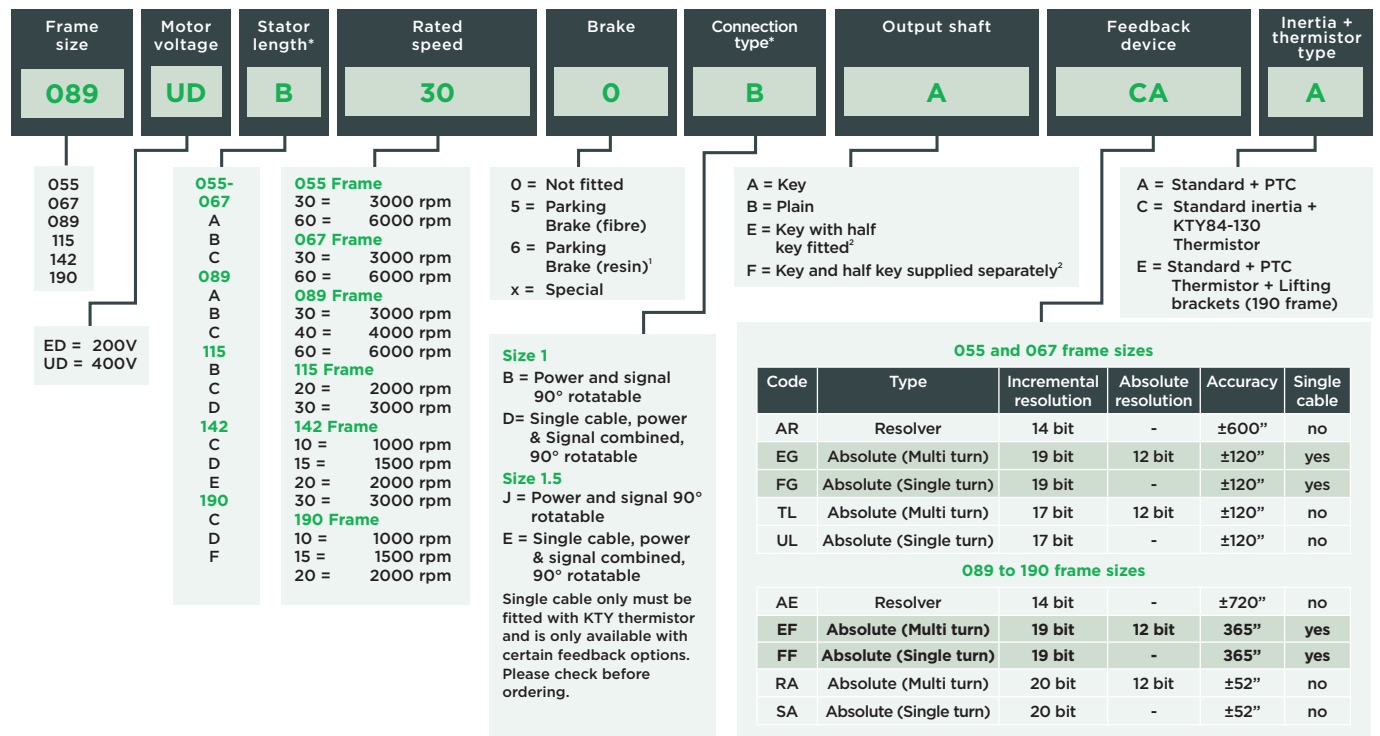 Frame size
Motor voltage
Stator length*
Rated speed
Brake
Connection type*
Output shaft
Feedback device
Inertia + thermistor type
089
UD
B
30
0
B
A
CA
A
055
067
089
115
142
190
ED = 200V
UD = 400V
055-
067
A
B
C
089
A
B
C
115
B
C
D
142
C
D
E
190
C
D
F
055 Frame
30 = 3000 rpm
60 = 6000 rpm
067 Frame
30 = 3000 rpm
60 = 6000 rpm
089 Frame
30 = 3000 rpm
40 = 4000 rpm
60 = 6000 rpm
115 Frame
20 = 2000 rpm
30 = 3000 rpm
142 Frame
10 = 1000 rpm
15 = 1500 rpm
20 = 2000 rpm
30 = 3000 rpm
190 Frame
10 = 1000 rpm
15 = 1500 rpm
20 = 2000 rpm
0 = Not fitted
5 = Parking
Brake (fibre)
6 = Parking
Brake (resin)¹
x = Special
Size 1
B = Power and signal
90° rotatable
D= Single cable, power
& Signal combined,
90° rotatable
Size 1.5
J = Power and signal 90°
rotatable
E = Single cable, power
& signal combined,
90° rotatable
Single cable only must be
fitted with KTY thermistor
and is only available with
certain feedback options.
Please check before
ordering.
A = Key
B = Plain
E = Key with half
key fitted²
F = Key and half key supplied separately²
A = Standard + PTC
C = Standard inertia +
KTY84-130
Thermistor
E = Standard + PTC
Thermistor + Lifting
brackets (190 frame)
055 and 067 frame sizes
Code Type Incremental resolution Absolute resolution Accuracy Single cable
AR Resolver 14 bit - ±600” no
EG Absolute (Multi turn) 19 bit 12 bit ±120” yes
FG Absolute (Single turn) 19 bit - ±120” yes
TL Absolute (Multi turn) 17 bit 12 bit ±120” no
UL Absolute (Single turn) 17 bit - ±120” no
089 to 190 frame sizes
AE Resolver 14 bit - ±720” no
EF Absolute (Multi turn) 19 bit 12 bit 365” yes
FF Absolute (Single turn) 19 bit - 365” yes
RA Absolute (Multi turn) 20 bit 12 bit ±52” no
SA Absolute (Single turn) 20 bit - ±52” no